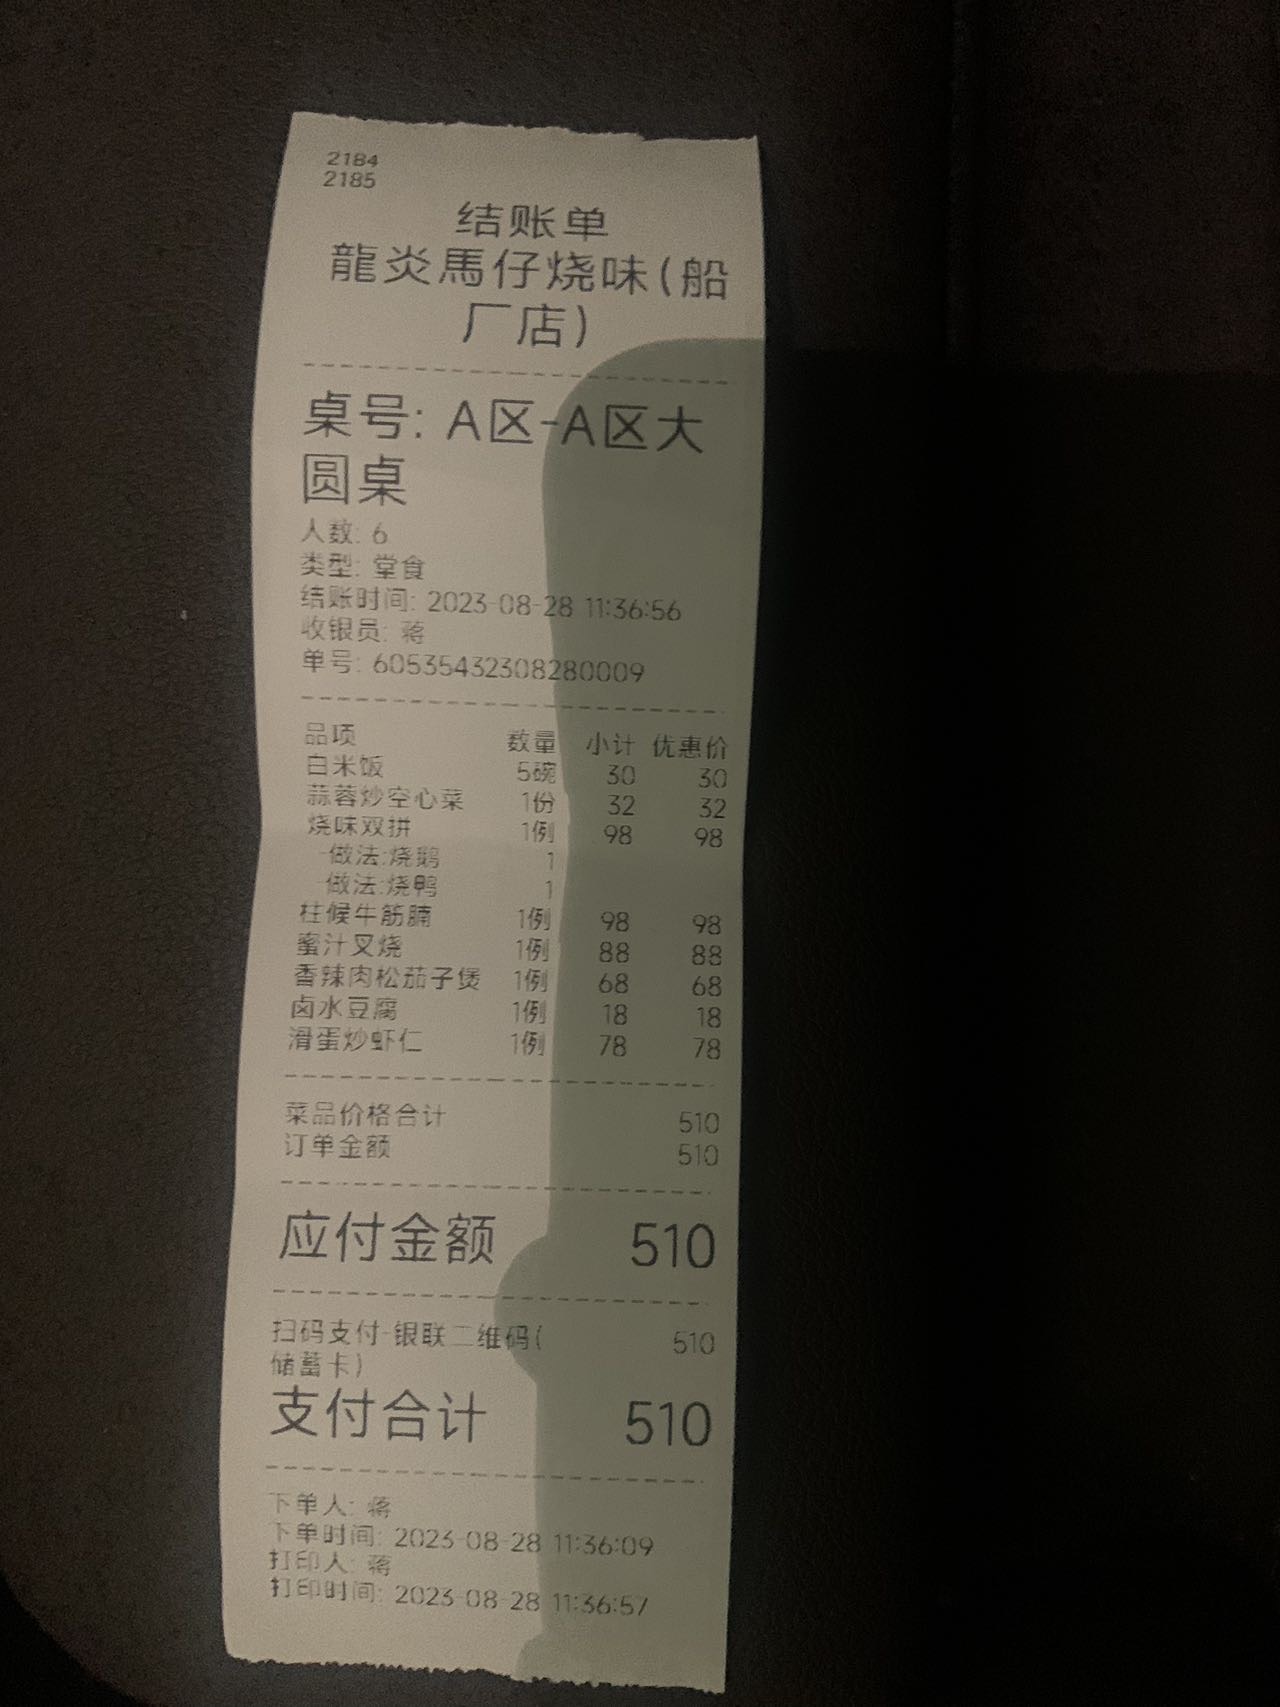 2184
2185
结账单
龍炎馬仔烧味(船
厂店)
桌号: A区-A区大
圆桌
人数: 6
类型: 堂食
结账时间: 2023-08-28 11:36:56
收银员: 蒋
单号: 60535432308280009
品项 数量 小计 优惠价
白米饭 5碗 30 30
蒜蓉炒空心菜 1份 32 32
烧味双拼 1例 98 98
-做法:烧鹅 1
-做法:烧鸭 1
柱候牛筋腩 1例 98 98
蜜汁叉烧 1例 88 88
香辣肉松茄子煲 1例 68 68
卤水豆腐 1例 18 18
滑蛋炒虾仁 1例 78 78
菜品价格合计 510
订单金额 510
应付金额 510
扫码支付-银联二维码( 510
储蓄卡)
支付合计 510
下单人: 蒋
下单时间: 2023-08-28 11:36:09
打印人: 蒋
打印时间: 2023-08-28 11:36:57